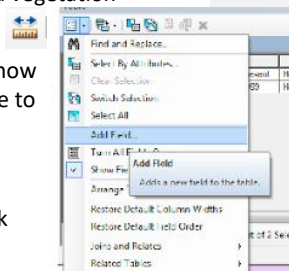 d vegetation
Table
now
e to
k
Find and Replace...
Select By Attributes...
Clear Selection
Switch Selection
Select All
Add Field...
Turn All Fields
Show Fie
Arrange T
Add Field
Adds a new field to the table.
Restore Default Column Widths
Restore Default Field Order
Joins and Relates
Related Tables
t of 2 Sele